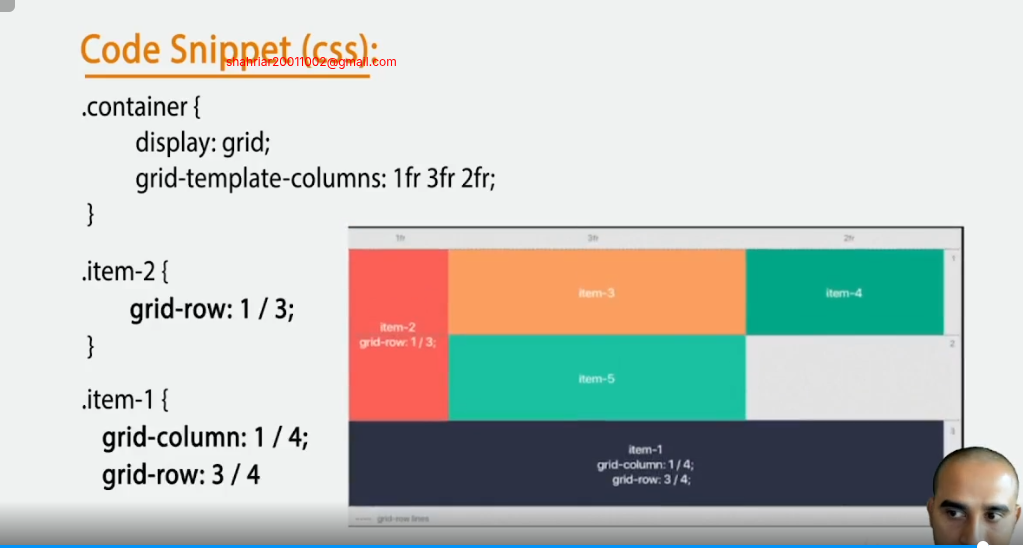 Code Snippet (css):
shahriar20011002@gmail.com
.container {
display: grid;
grid-template-columns: 1fr 3fr 2fr;
}
.item-2 {
grid-row: 1 / 3;
}
.item-1 {
grid-column: 1 / 4;
grid-row: 3 / 4
1fr 3fr 2fr
1
item-3
item-4
item-2
grid-row: 1 / 3;
2
item-5
3
item-1
grid-column: 1 / 4;
grid-row: 3 / 4;
grid-row lines